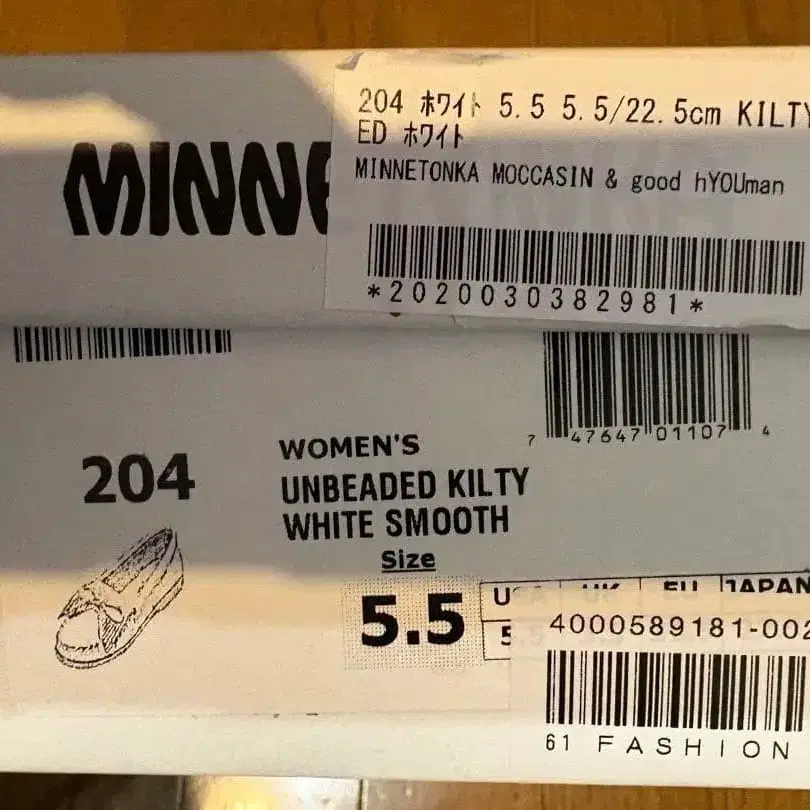 MINNE
204 ホワイト 5.5 5.5/22.5cm KILTY
ED ホワイト
MINNETONKA MOCCASIN & good hYOUman
*2020030382981*
7 47647 01107 4
204
WOMEN'S
UNBEADED KILTY
WHITE SMOOTH
Size
5.5
USA UK EU JAPAN
4000589181-002
61 FASHION